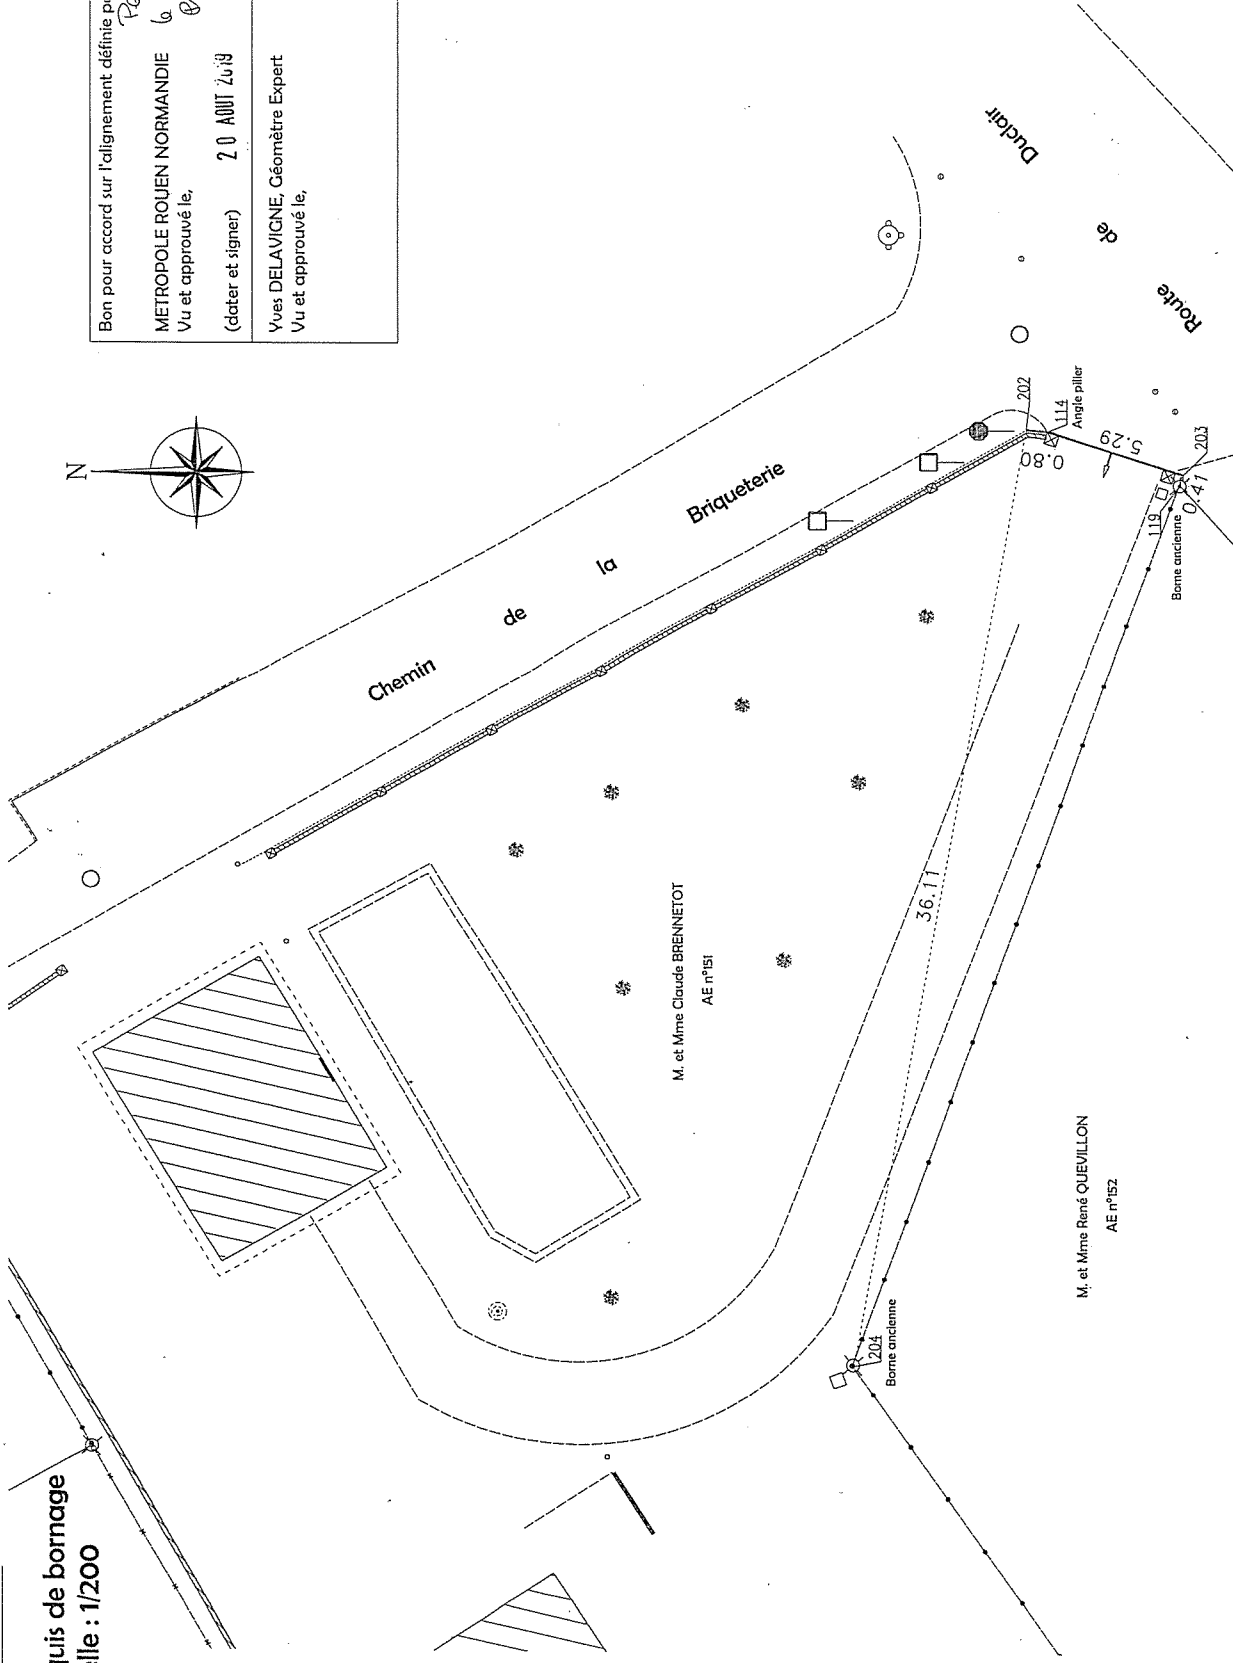 Bon pour accord sur l'alignement définie
METROPOLE ROUEN NORMANDIE
Vu et approuvé le,
(dater et signer) 20 AOUT 2019
Yves DELAVIGNE, Géomètre Expert
Vu et approuvé le,
N
Chemin de la Briqueterie
Route de Duclair
202
114
Angle pilier
0.80
5.29
203
0.41
119
Borne ancienne
36.11
M. et Mme Claude BRENNETOT
AE n°151
204
Borne ancienne
M. et Mme René QUEVILLON
AE n°152
uis de bornage
elle : 1/200